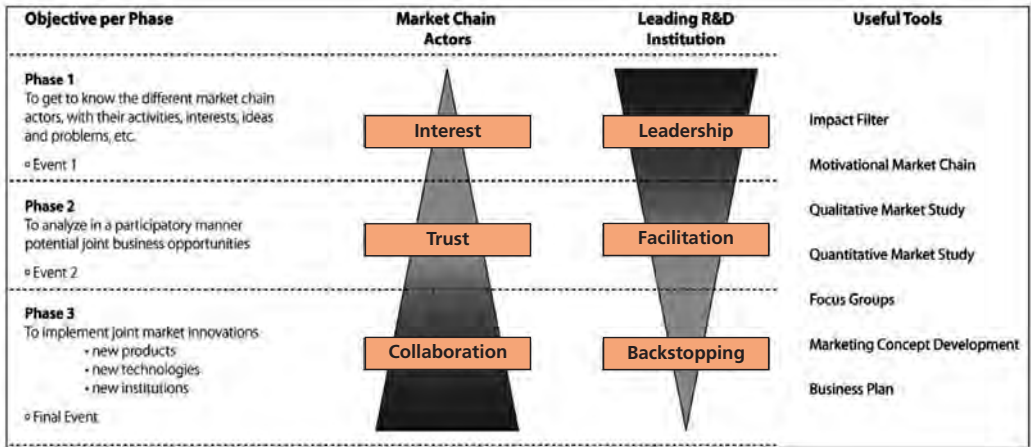 Objective per Phase
Market Chain
Actors
Leading R&D
Institution
Useful Tools
Phase 1
To get to know the different market chain
actors, with their activities, interests, ideas
and problems, etc.
Event 1
Interest
Leadership
Phase 2
To analyze in a participatory manner
potential joint business opportunities
Event 2
Trust
Facilitation
Phase 3
To implement joint market innovations
• new products
• new technologies
• new institutions
Final Event
Collaboration
Backstopping
Impact Filter
Motivational Market Chain
Qualitative Market Study
Quantitative Market Study
Focus Groups
Marketing Concept Development
Business Plan